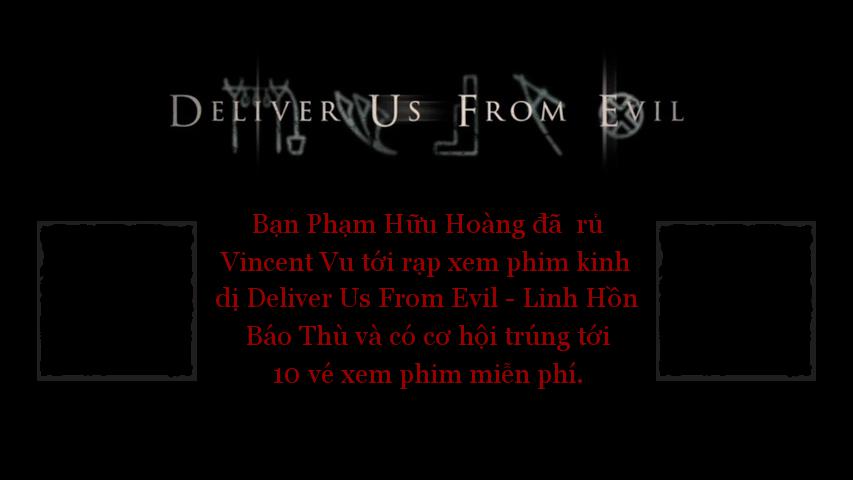 DELIVER US FROM EVIL
Bạn Phạm Hữu Hoàng đã rủ
Vincent Vu tới rạp xem phim kinh
dị Deliver Us From Evil - Linh Hồn
Báo Thù và có cơ hội trúng tới
10 vé xem phim miễn phí.